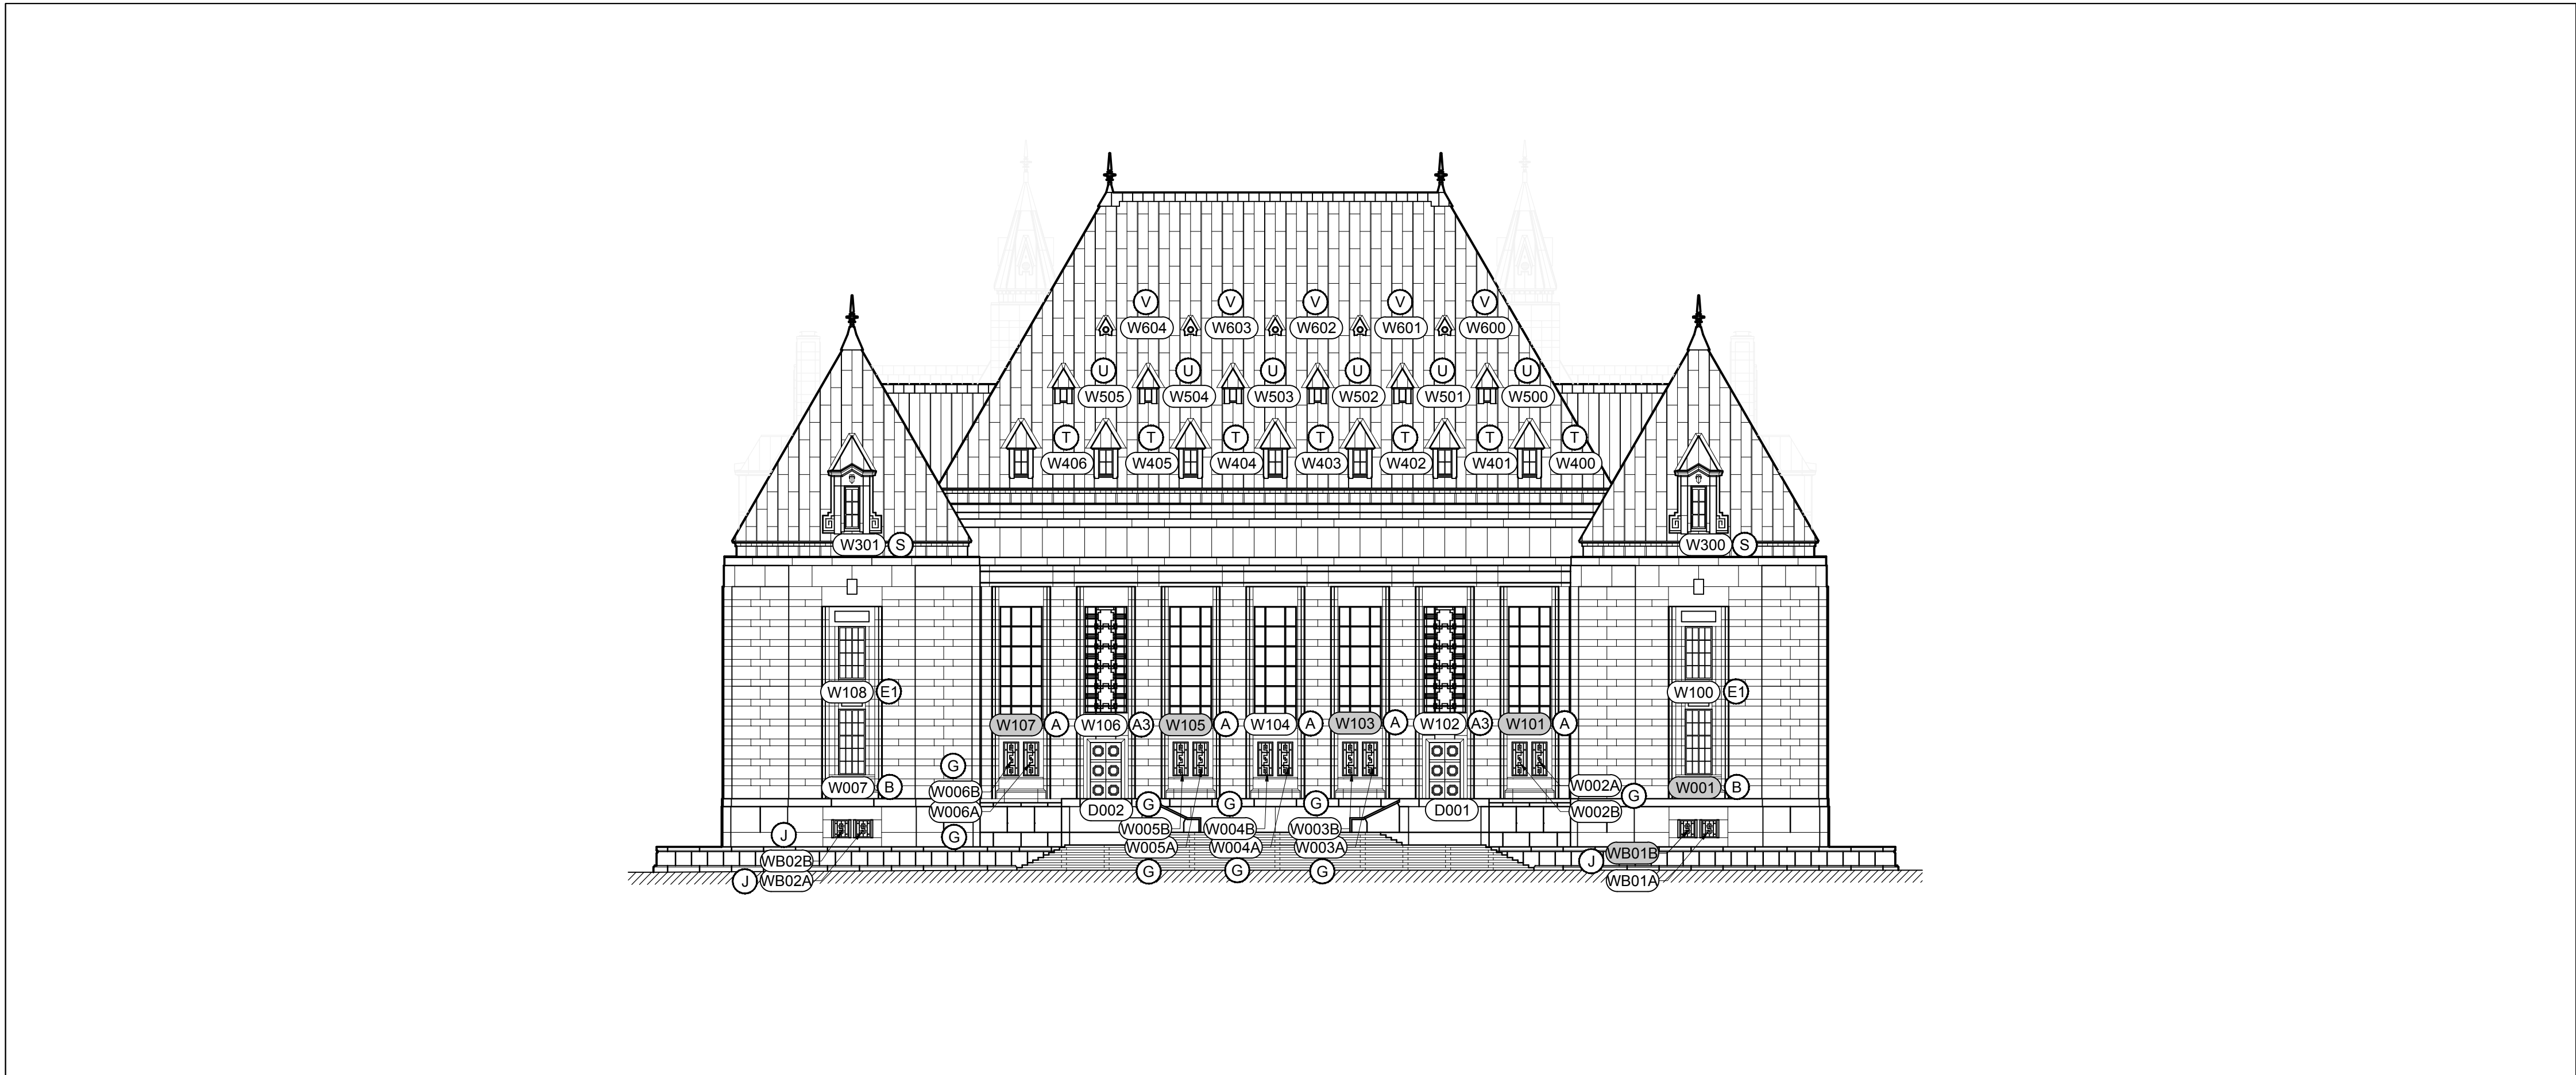 V V V V V
W604 W603 W602 W601 W600
U U U U U U
W505 W504 W503 W502 W501 W500
T T T T T T T
W406 W405 W404 W403 W402 W401 W400
W301 S W300 S
W108 E1 W100 E1
W107 A W106 A3 W105 A W104 A W103 A W102 A3 W101 A
G
W007 B W006B W002A W001 B
G
W006A D002 G G G D001 W002B
W005B W004B W003B
J G
W005A W004A W003A
WB02B J WB01B
G G G
J WB02A WB01A